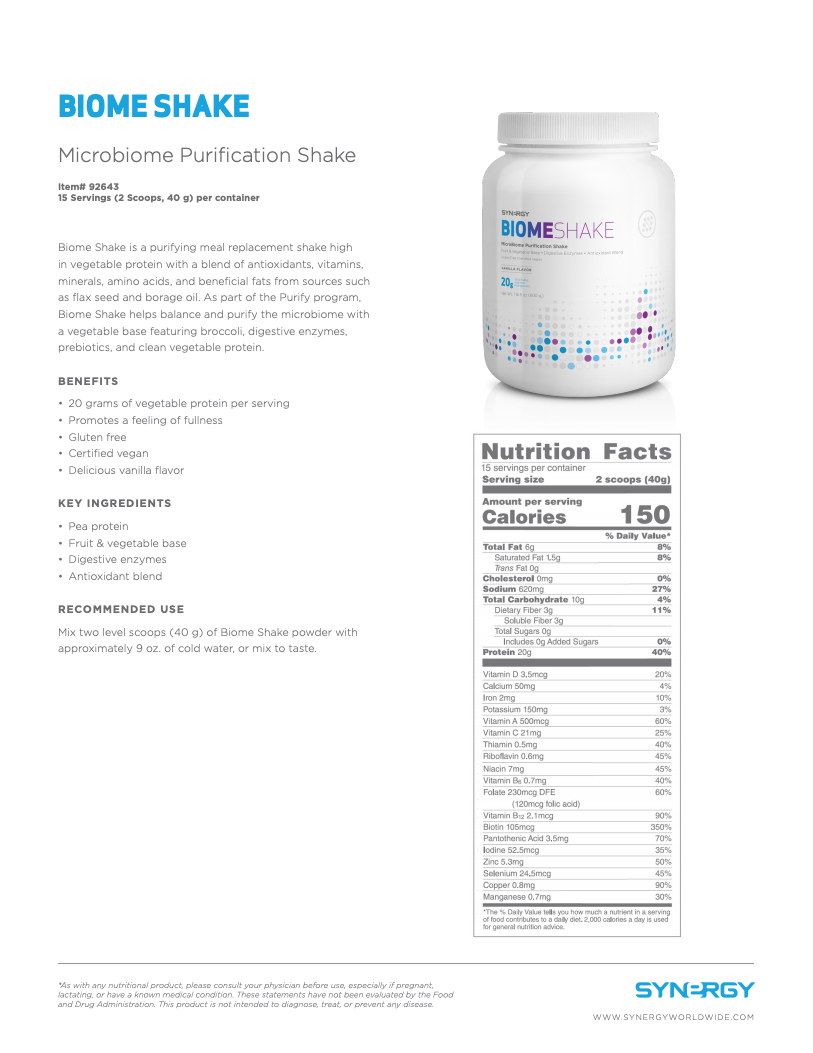 BIOME SHAKE
Microbiome Purification Shake
Item# 92643
15 Servings (2 Scoops, 40 g) per container
Biome Shake is a purifying meal replacement shake high
in vegetable protein with a blend of antioxidants, vitamins,
minerals, amino acids, and beneficial fats from sources such
as flax seed and borage oil. As part of the Purify program,
Biome Shake helps balance and purify the microbiome with
a vegetable base featuring broccoli, digestive enzymes,
prebiotics, and clean vegetable protein.
BENEFITS
• 20 grams of vegetable protein per serving
• Promotes a feeling of fullness
• Gluten free
• Certified vegan
• Delicious vanilla flavor
KEY INGREDIENTS
• Pea protein
• Fruit & vegetable base
• Digestive enzymes
• Antioxidant blend
RECOMMENDED USE
Mix two level scoops (40 g) of Biome Shake powder with
approximately 9 oz. of cold water, or mix to taste.
SYNERGY
BIOMESHAKE
Microbiome Purification Shake
VANILLA FLAVOR
20g
Nutrition Facts
15 servings per container
Serving size 2 scoops (40g)
Amount per serving
Calories 150
% Daily Value*
Total Fat 6g 8%
Saturated Fat 1.5g 8%
Trans Fat 0g
Cholesterol 0mg 0%
Sodium 620mg 27%
Total Carbohydrate 10g 4%
Dietary Fiber 3g 11%
Soluble Fiber 3g
Total Sugars 0g
Includes 0g Added Sugars 0%
Protein 20g 40%
Vitamin D 3.5mcg 20%
Calcium 50mg 4%
Iron 2mg 10%
Potassium 150mg 3%
Vitamin A 500mcg 60%
Vitamin C 21mg 25%
Thiamin 0.5mg 40%
Riboflavin 0.6mg 45%
Niacin 7mg 45%
Vitamin B6 0.7mg 40%
Folate 230mcg DFE 60%
(120mcg folic acid)
Vitamin B12 2.1mcg 90%
Biotin 105mcg 350%
Pantothenic Acid 3.5mg 70%
Iodine 52.5mcg 35%
Zinc 5.3mg 50%
Selenium 24.5mcg 45%
Copper 0.8mg 90%
Manganese 0.7mg 30%
*The % Daily Value tells you how much a nutrient in a serving
of food contributes to a daily diet. 2,000 calories a day is used
for general nutrition advice.
*As with any nutritional product, please consult your physician before use, especially if pregnant,
lactating, or have a known medical condition. These statements have not been evaluated by the Food
and Drug Administration. This product is not intended to diagnose, treat, or prevent any disease.
SYNERGY
WWW.SYNERGYWORLDWIDE.COM